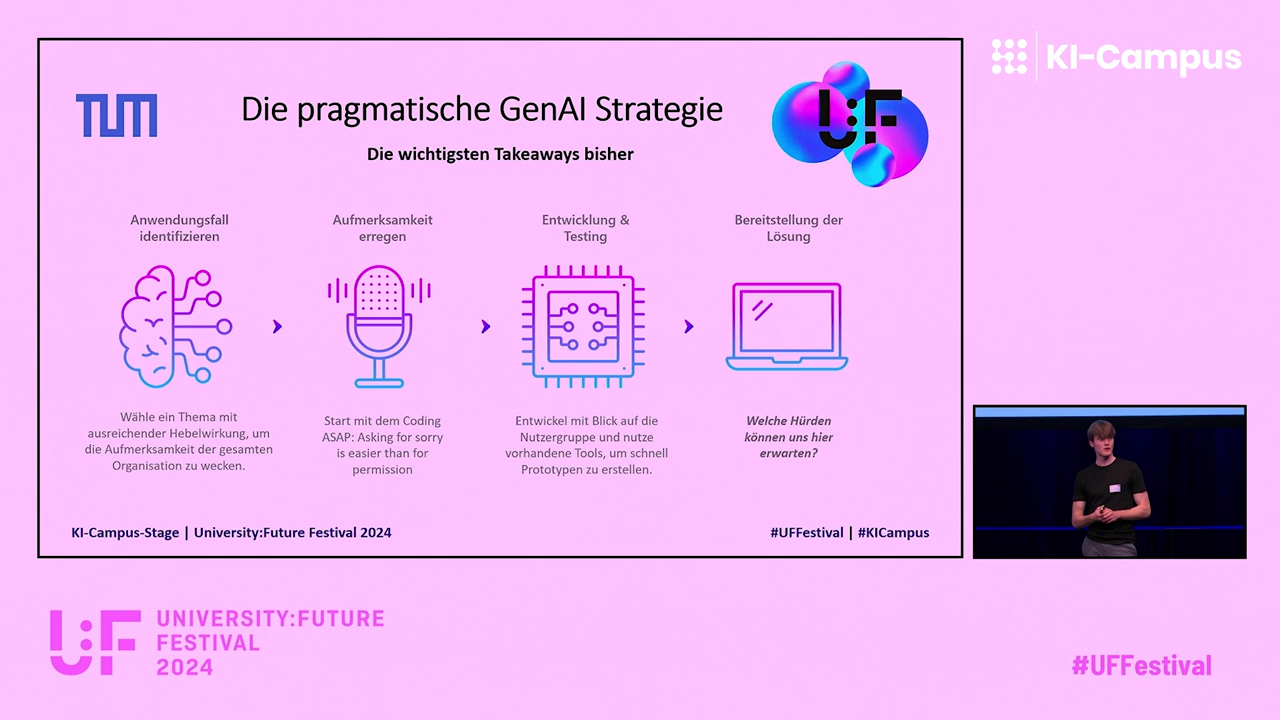 KI-Campus
TUM
Die pragmatische GenAI Strategie
U:F
Die wichtigsten Takeaways bisher
Anwendungsfall
identifizieren
Aufmerksamkeit
erregen
Entwicklung &
Testing
Bereitstellung der
Lösung
Wähle ein Thema mit
ausreichender Hebelwirkung, um
die Aufmerksamkeit der gesamten
Organisation zu wecken.
Start mit dem Coding
ASAP: Asking for sorry
is easier than for
permission
Entwickel mit Blick auf die
Nutzergruppe und nutze
vorhandene Tools, um schnell
Prototypen zu erstellen.
Welche Hürden
können uns hier
erwarten?
KI-Campus-Stage | University:Future Festival 2024
#UFFestival | #KICampus
U:F
UNIVERSITY:FUTURE
FESTIVAL
2024
#UFFestival